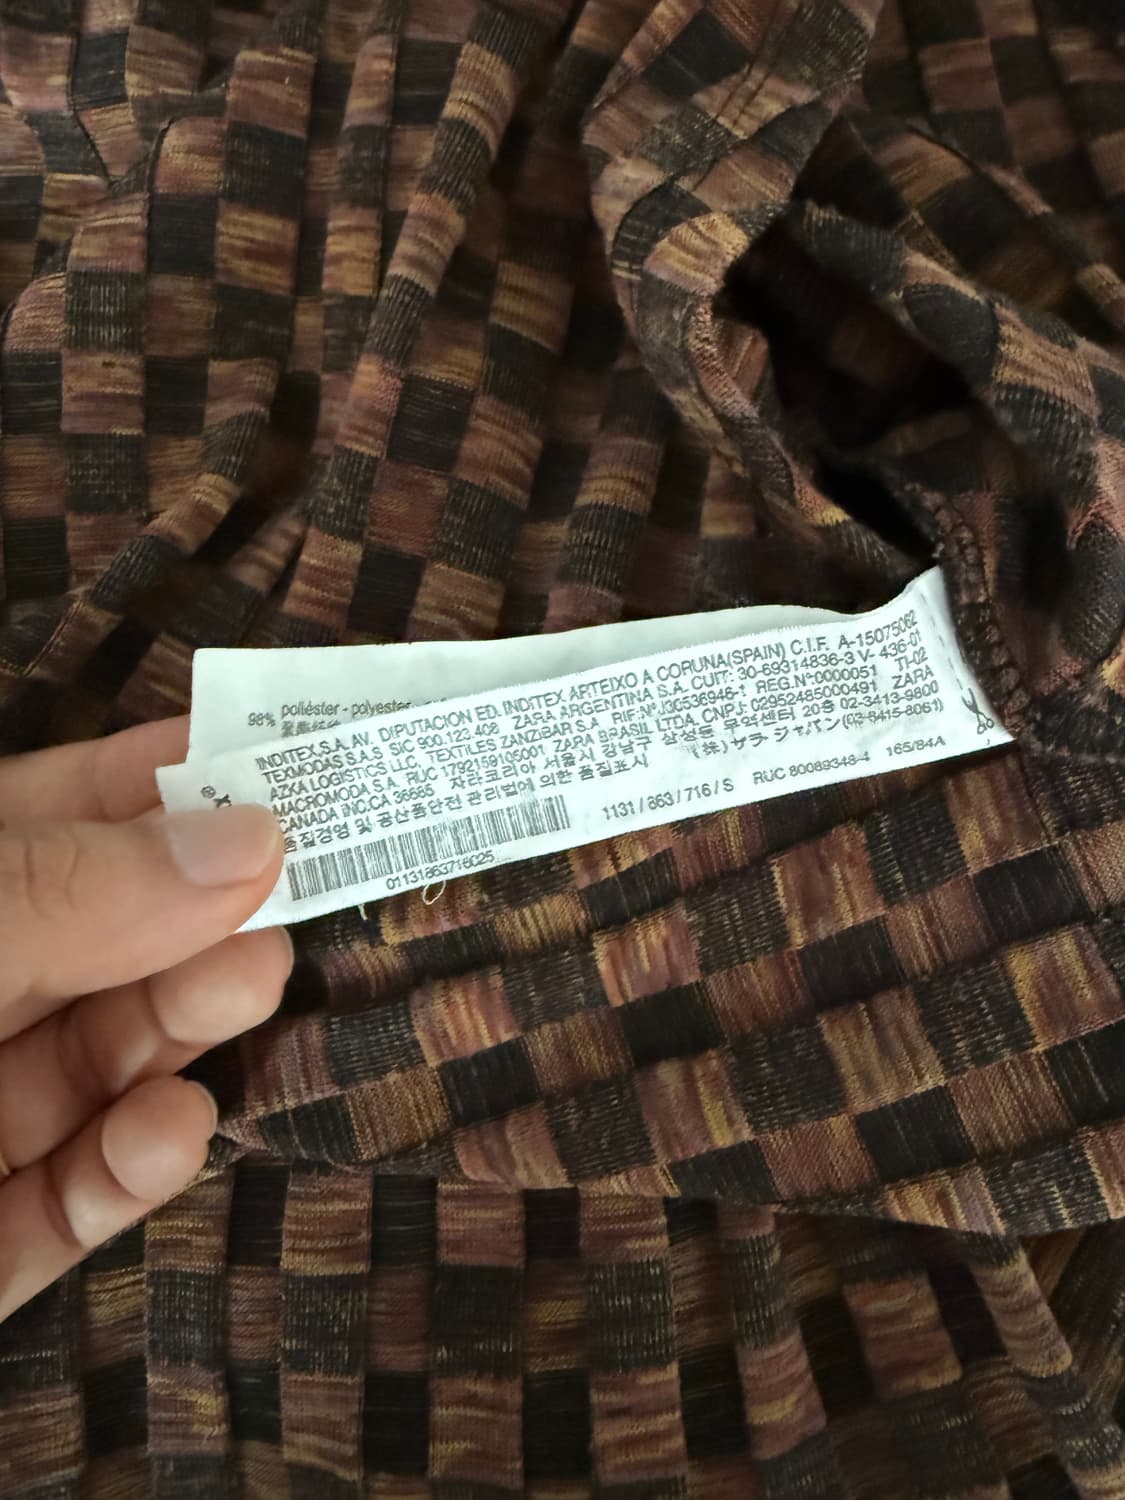 98% poliéster - polyester
INDITEX S.A. AV. DIPUTACION ED. INDITEX ARTEIXO A CORUNA(SPAIN) C.I.F. A-15075062
TEXMODAS S.A.S SIC 900.123.408 ZARA ARGENTINA S.A. CUIT: 30-69314836-3 V- 436-01
AZKA LOGISTICS LLC. TEXTILES ZANZIBAR S.A RIF:Nº J305369461 REG.Nº0000051 TI-02
MACROMODA S.A. RUC 1792159105001 ZARA BRASIL LTDA. CNPJ: 02952485000491 ZARA
CANADA INC.CA 36685 자라코리아 서울시 강남구 삼성동 무역센터 20층 02-3413-9800
품질경영 및 공산품안전 관리법에 의한 품질표시 (株)ザラ・ジャパン(03-6415-8061)
1131 / 863 / 716 / S RUC 80089348-4 165/84A
01131863716025